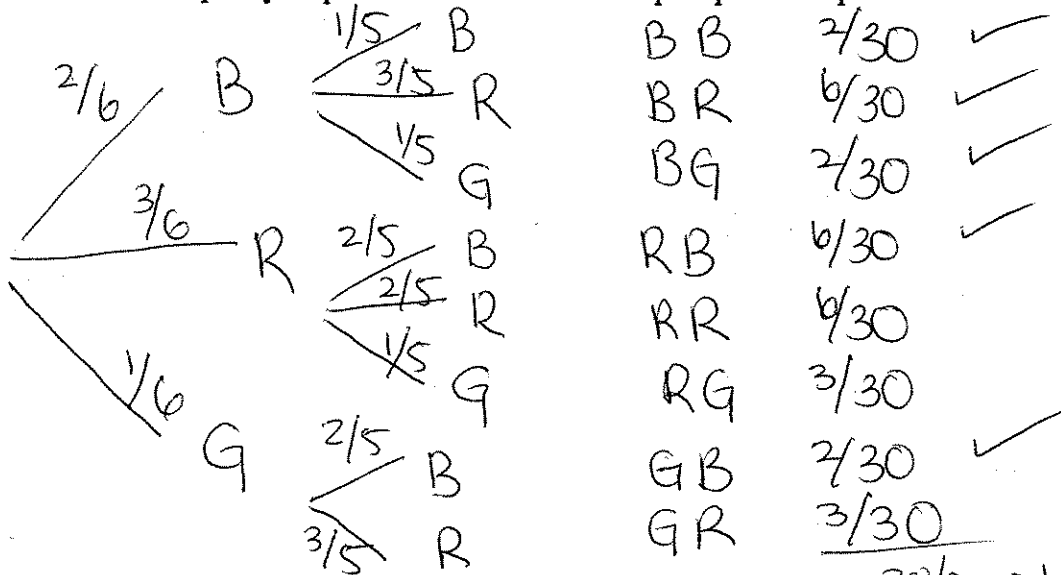 1/5 B BB 2/30 ✓
2/6 B 3/5 R BR 6/30 ✓
1/5 G BG 2/30 ✓
3/6 R 2/5 B RB 6/30 ✓
2/5 R RR 6/30
1/5 G RG 3/30
1/6 G 2/5 B GB 2/30 ✓
3/5 R GR 3/30